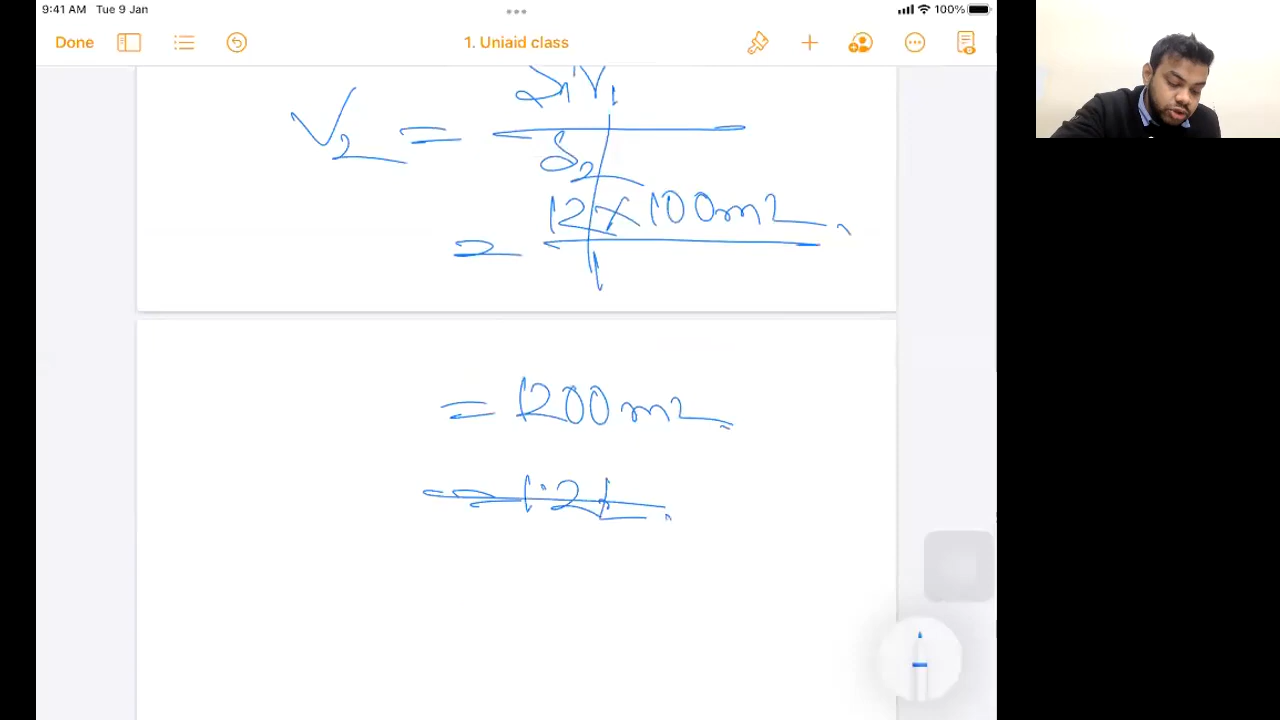 9:41 AM Tue 9 Jan
100%
Done
1. Uniaid class
S1V1
V2 =
S2
12 × 100ml
=
1
= 1200ml.
= 1.2L.